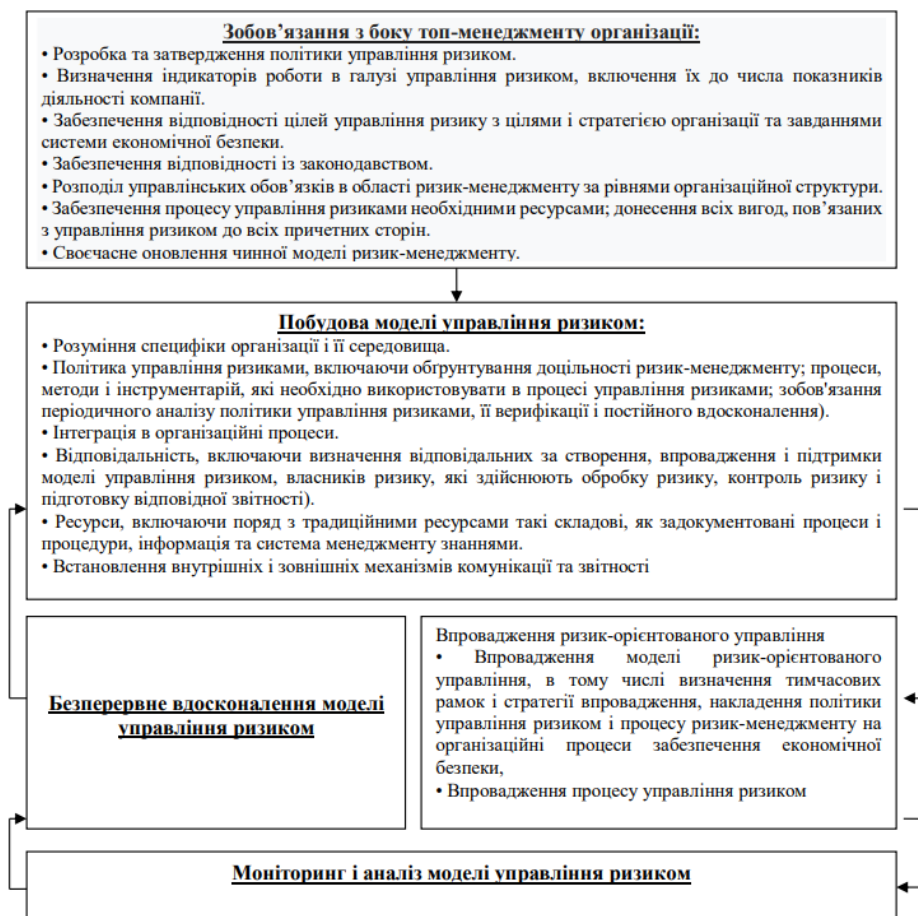 Зобов’язання з боку топ-менеджменту організації:
• Розробка та затвердження політики управління ризиком.
• Визначення індикаторів роботи в галузі управління ризиком, включення їх до числа показників
діяльності компанії.
• Забезпечення відповідності цілей управління ризику з цілями і стратегією організації та завданнями
системи економічної безпеки.
• Забезпечення відповідності із законодавством.
• Розподіл управлінських обов’язків в області ризик-менеджменту за рівнями організаційної структури.
• Забезпечення процесу управління ризиками необхідними ресурсами; донесення всіх вигод, пов’язаних
з управління ризиком до всіх причетних сторін.
• Своєчасне оновлення чинної моделі ризик-менеджменту.
Побудова моделі управління ризиком:
• Розуміння специфіки організації і її середовища.
• Політика управління ризиками, включаючи обґрунтування доцільності ризик-менеджменту; процеси,
методи і інструментарій, які необхідно використовувати в процесі управління ризиками; зобов'язання
періодичного аналізу політики управління ризиками, її верифікації і постійного вдосконалення).
• Інтеграція в організаційні процеси.
• Відповідальність, включаючи визначення відповідальних за створення, впровадження і підтримки
моделі управління ризиком, власників ризику, які здійснюють обробку ризику, контроль ризику і
підготовку відповідної звітності).
• Ресурси, включаючи поряд з традиційними ресурсами такі складові, як задокументовані процеси і
процедури, інформація та система менеджменту знаннями.
• Встановлення внутрішніх і зовнішніх механізмів комунікації та звітності
Безперервне вдосконалення моделі
управління ризиком
Впровадження ризик-орієнтованого управління
• Впровадження моделі ризик-орієнтованого
управління, в тому числі визначення тимчасових
рамок і стратегії впровадження, накладення політики
управління ризиком і процесу ризик-менеджменту на
організаційні процеси забезпечення економічної
безпеки,
• Впровадження процесу управління ризиком
Моніторинг і аналіз моделі управління ризиком